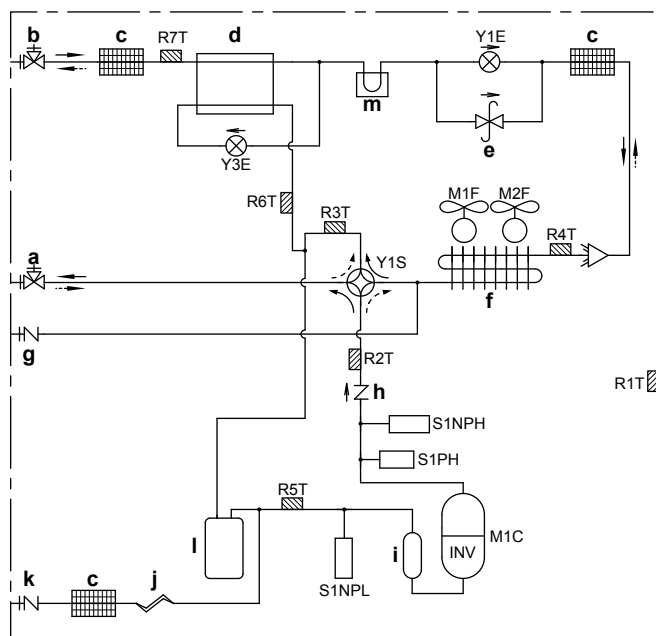 b
c
R7T
d
m
Y1E
c
e
Y3E
R6T
R3T
M1F
M2F
R4T
a
Y1S
f
g
R2T
R1T
h
S1NPH
S1PH
R5T
l
i
INV
M1C
k
c
j
S1NPL